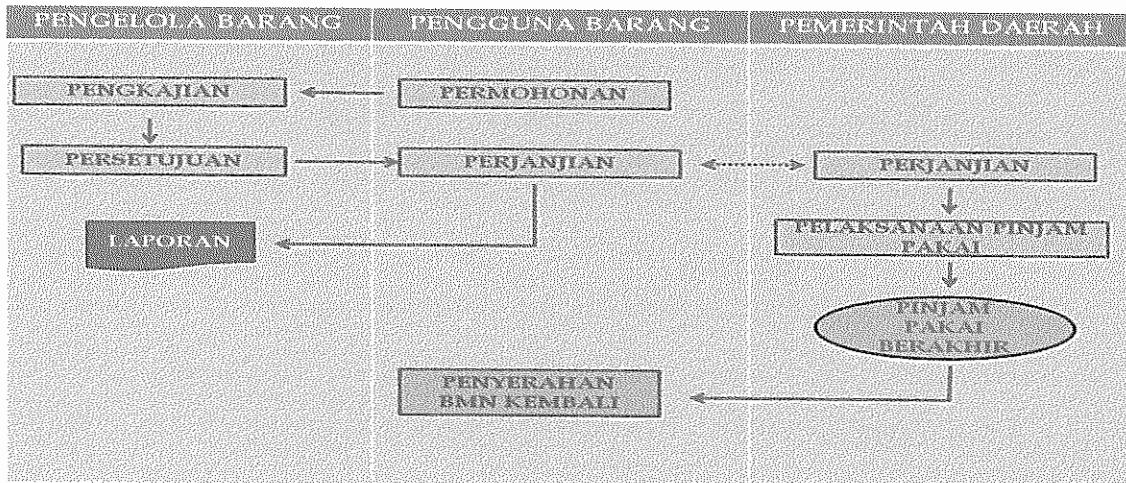 PENGELOLA BARANG
PENGGUNA BARANG
PEMERINTAH DAERAH
PENGKAJIAN
PERMOHONAN
PERSETUJUAN
PERJANJIAN
PERJANJIAN
LAPORAN
PELAKSANAAN PINJAM
PAKAI
PINJAM
PAKAI
BERAKHIR
PENYERAHAN
BMN KEMBALI